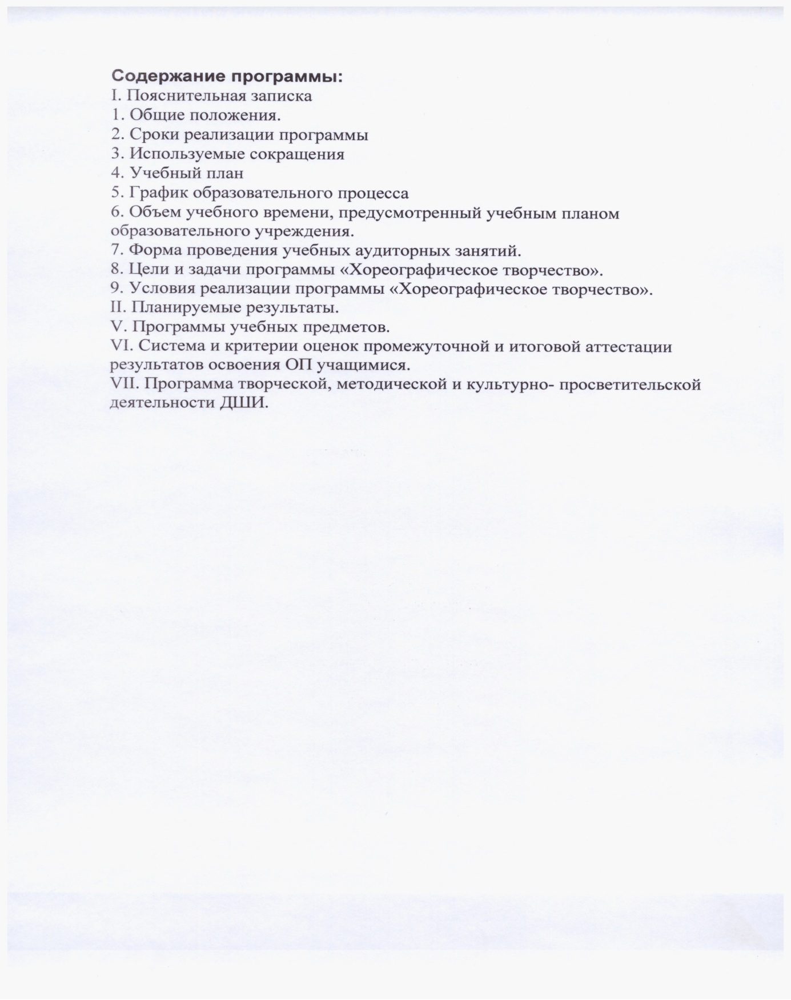 Содержание программы:
I. Пояснительная записка
1. Общие положения.
2. Сроки реализации программы
3. Используемые сокращения
4. Учебный план
5. График образовательного процесса
6. Объем учебного времени, предусмотренный учебным планом
образовательного учреждения.
7. Форма проведения учебных аудиторных занятий.
8. Цели и задачи программы «Хореографическое творчество».
9. Условия реализации программы «Хореографическое творчество».
II. Планируемые результаты.
V. Программы учебных предметов.
VI. Система и критерии оценок промежуточной и итоговой аттестации
результатов освоения ОП учащимися.
VII. Программа творческой, методической и культурно- просветительской
деятельности ДШИ.